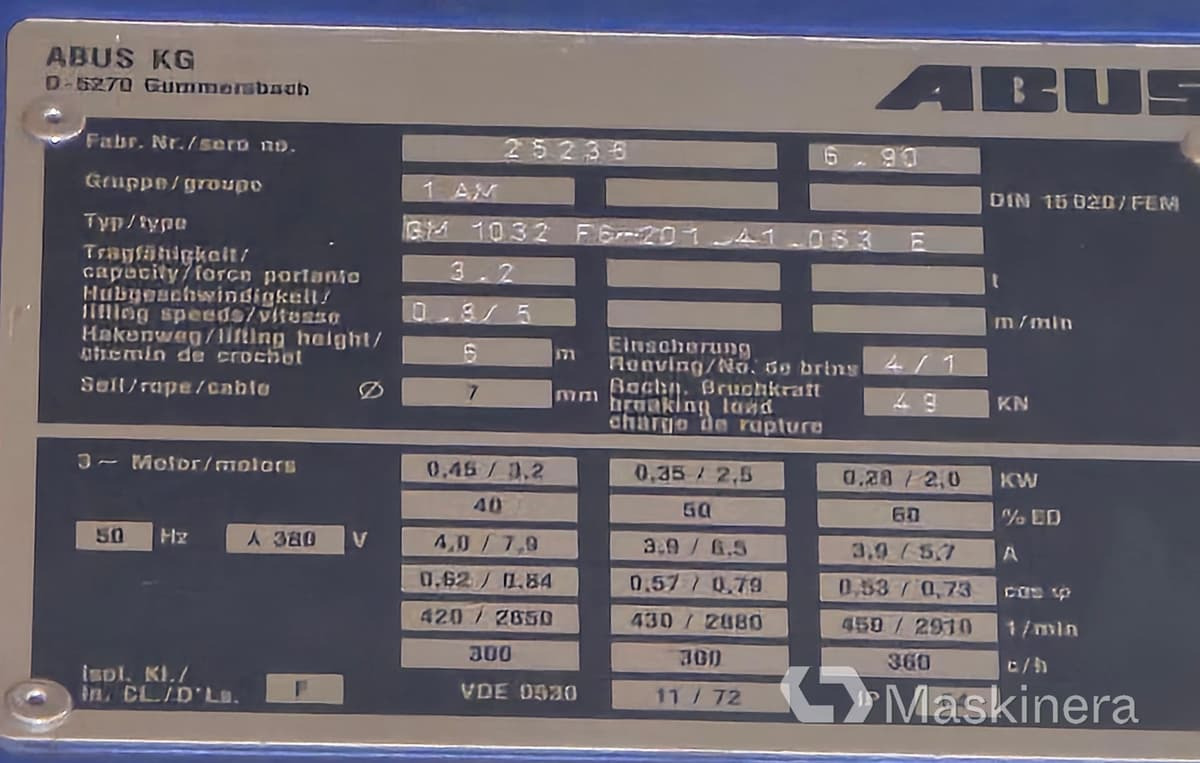 ABUS KG
D-5270 Gummersbach
ABUS
Fabr. Nr./sero no. 25236 6.90
Gruppe/groupe 1 AM DIN 15020/FEM
Typ/type GM 1032 F6-201.41.053 E
Tragfähigkeit/
capacity/force portante 3.2 t
Hubgeschwindigkeit/
lifting speeds/vitesse 0.8/5 m/min
Hakenweg/lifting height/
chemin de crochet 6 m
Einscherung
Reeving/No. de brins 4/1
Seil/rope/cable Ø 7 mm
Rechn. Bruchkraft
breaking load 49 KN
charge de rupture
3~ Motor/motors 0,45 / 3,2 0,35 / 2,5 0,28 / 2,0 KW
40 50 60 % ED
50 Hz 380 V 4,0 / 7,9 3,9 / 6,5 3,9 / 5,7 A
0,62 / 0,84 0,57 / 0,79 0,53 / 0,73 cos φ
420 / 2850 430 / 2880 450 / 2910 1/min
300 300 360 c/h
Isol. Kl./
in. CL./D'Ls. F VDE 0530 11 / 72 IP
Maskinera